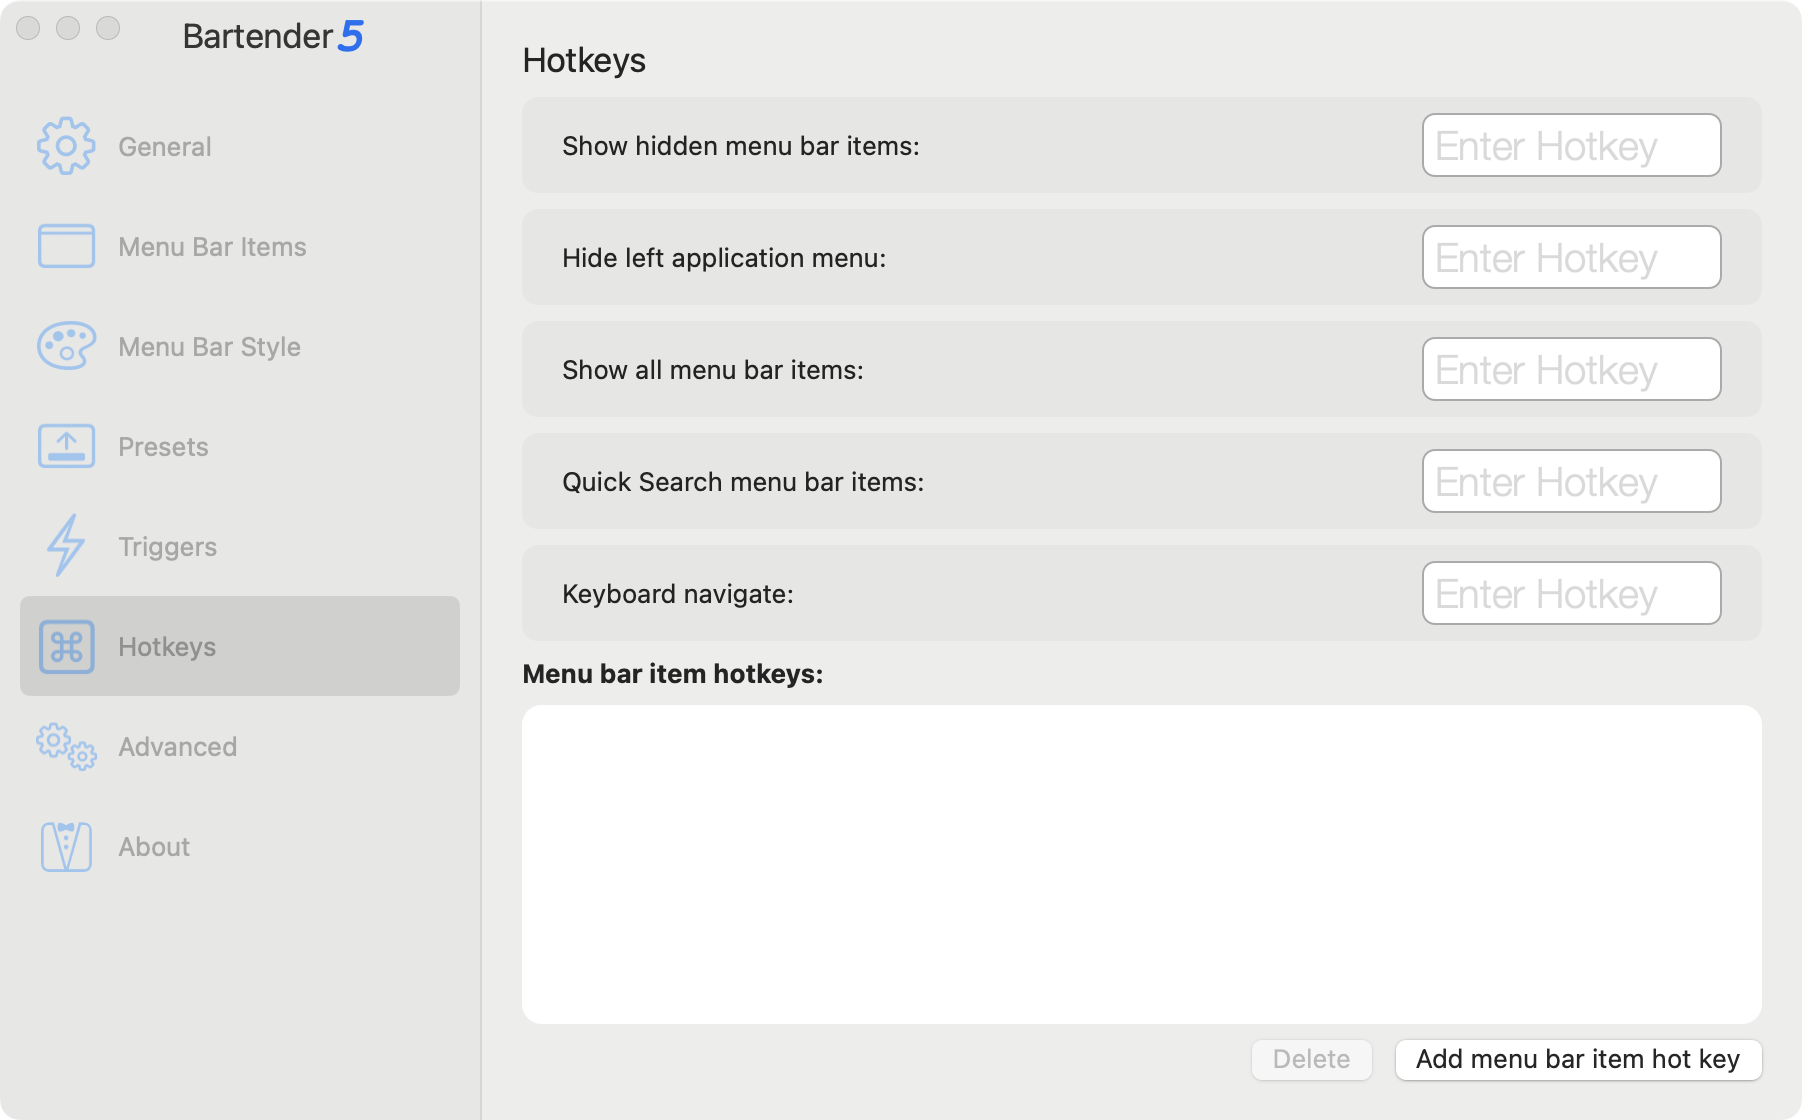 Bartender 5
General
Menu Bar Items
Menu Bar Style
Presets
Triggers
Hotkeys
Advanced
About
Hotkeys
Show hidden menu bar items:
Enter Hotkey
Hide left application menu:
Enter Hotkey
Show all menu bar items:
Enter Hotkey
Quick Search menu bar items:
Enter Hotkey
Keyboard navigate:
Enter Hotkey
Menu bar item hotkeys:
Delete
Add menu bar item hot key